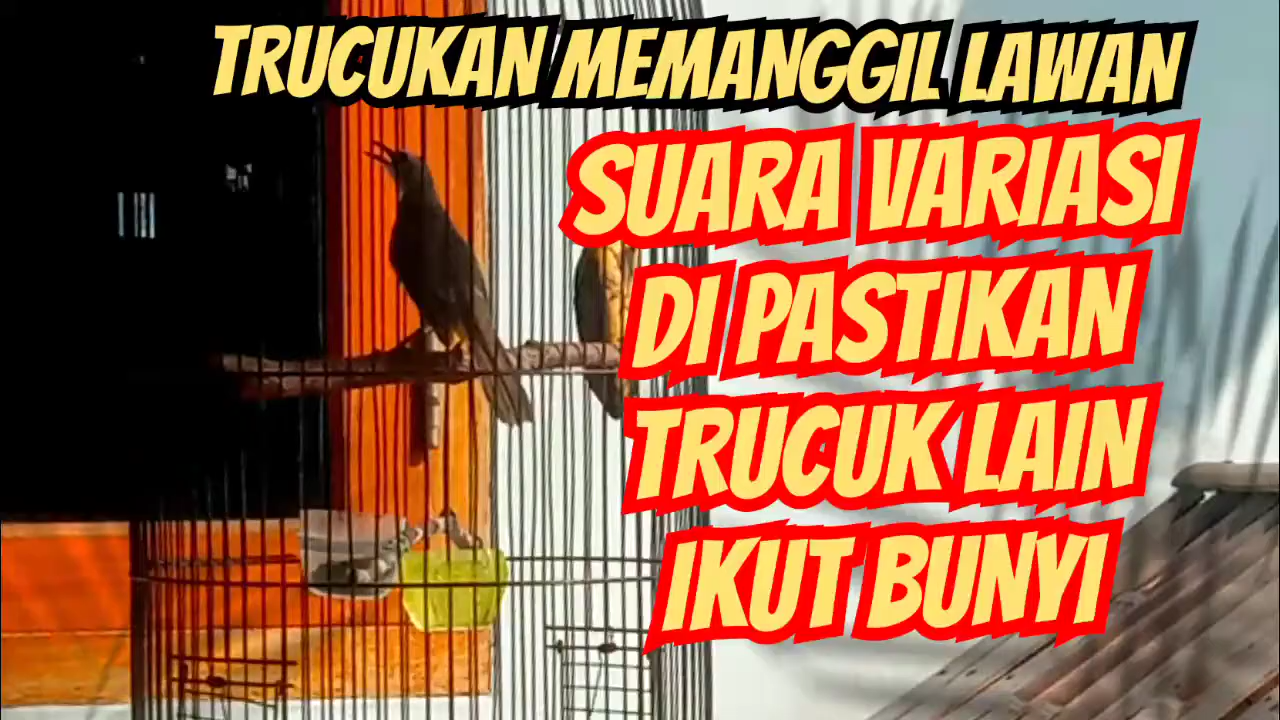 TRUCUKAN MEMANGGIL LAWAN
SUARA VARIASI
DI PASTIKAN
TRUCUK LAIN
IKUT BUNYI